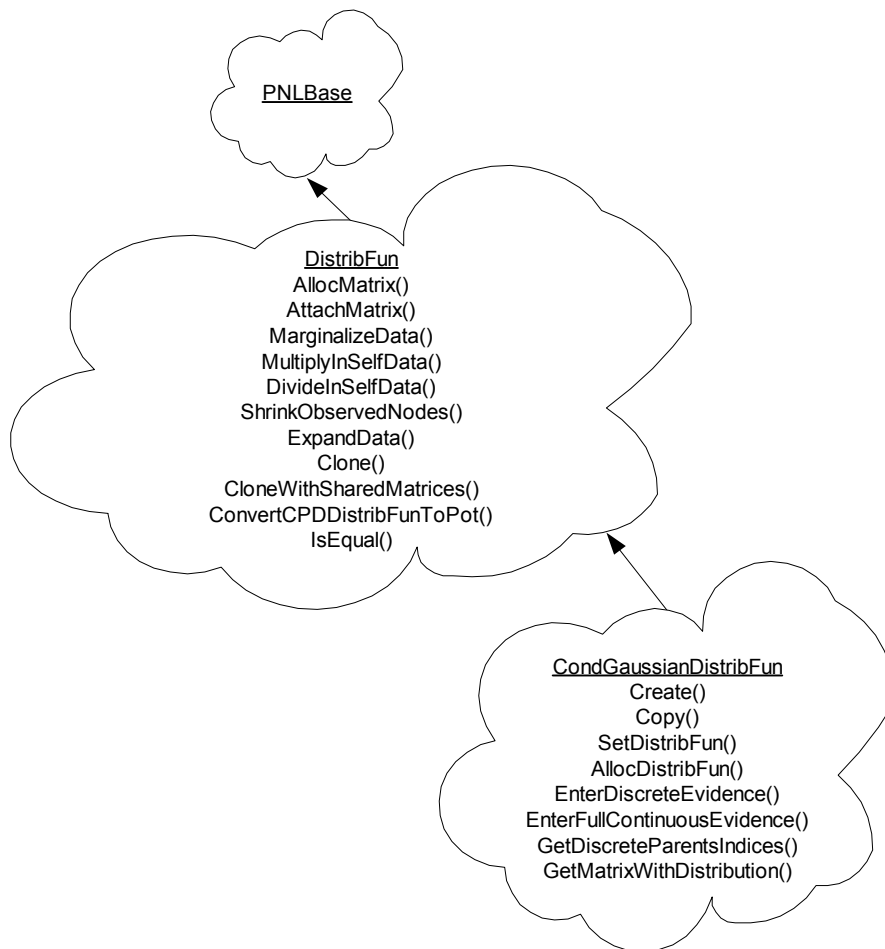 PNLBase
DistribFun
AllocMatrix()
AttachMatrix()
MarginalizeData()
MultiplyInSelfData()
DivideInSelfData()
ShrinkObservedNodes()
ExpandData()
Clone()
CloneWithSharedMatrices()
ConvertCPDDistribFunToPot()
IsEqual()
CondGaussianDistribFun
Create()
Copy()
SetDistribFun()
AllocDistribFun()
EnterDiscreteEvidence()
EnterFullContinuousEvidence()
GetDiscreteParentsIndices()
GetMatrixWithDistribution()